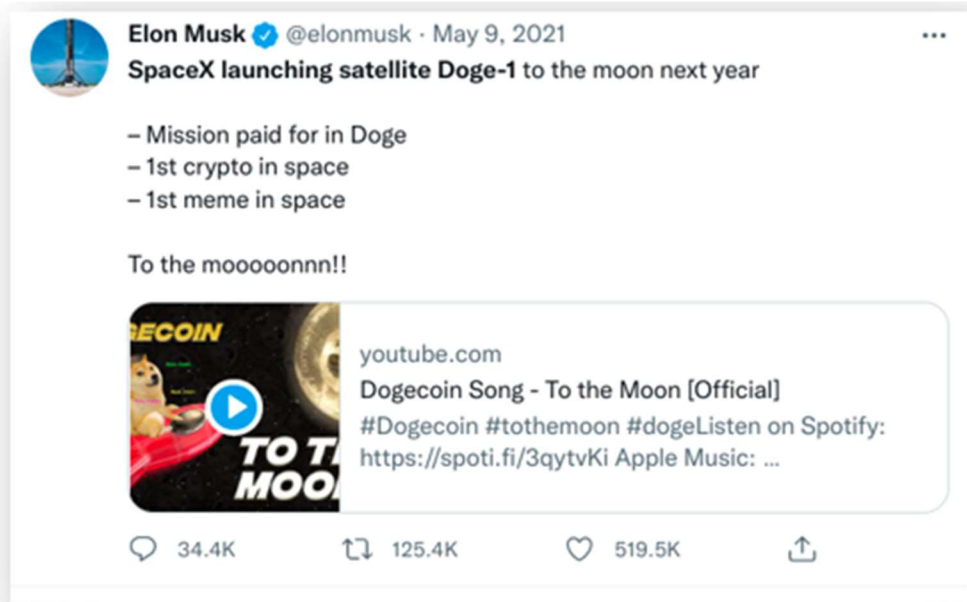 Elon Musk @elonmusk · May 9, 2021
SpaceX launching satellite Doge-1 to the moon next year
– Mission paid for in Doge
– 1st crypto in space
– 1st meme in space
To the mooooonnn!!
GECOIN
TO T
MOO
youtube.com
Dogecoin Song - To the Moon [Official]
#Dogecoin #tothemoon #dogeListen on Spotify:
https://spoti.fi/3qytvKi Apple Music: ...
34.4K 125.4K 519.5K